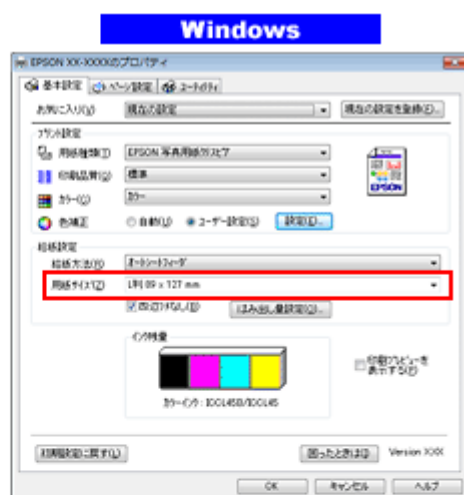 Windows
EPSON XX-XXXXのプロパティ
基本設定 ページ設定 ユーティリティ
お気に入り(V) 現在の設定 現在の設定を登録(E)...
プリント設定
用紙種類(T) EPSON 写真用紙クリスピア
印刷品質(Q) 標準
カラー(C) カラー
EPSON
色補正 自動(U) ユーザー設定(S) 設定(D)...
給紙設定
給紙方法(R) オートシートフィーダ
用紙サイズ(Z) L判 89 x 127 mm
四辺フチなし(B) はみ出し量設定(G)...
インク残量
印刷プレビューを
表示する(P)
カラーインク : ICCL45B/ICCL45
初期設定に戻す(L) 困ったときは(J) Version XXX
OK キャンセル ヘルプ